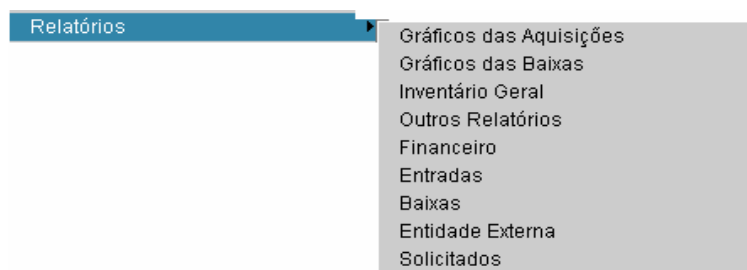 Relatórios
Gráficos das Aquisições
Gráficos das Baixas
Inventário Geral
Outros Relatórios
Financeiro
Entradas
Baixas
Entidade Externa
Solicitados